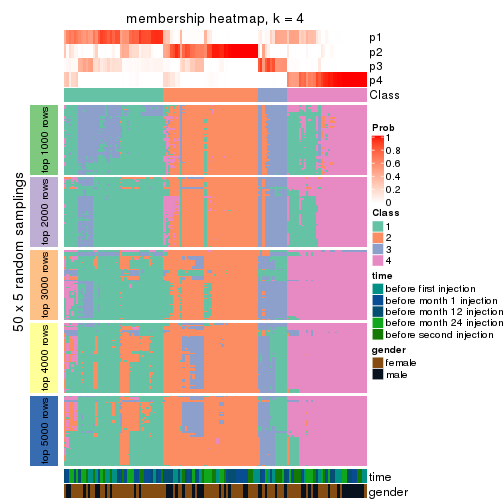 membership heatmap, k = 4
p1
p2
p3
p4
Class
50 x 5 random samplings
top 1000 rows
top 2000 rows
top 3000 rows
top 4000 rows
top 5000 rows
time
gender
Prob
1
0.8
0.6
0.4
0.2
0
Class
1
2
3
4
time
before first injection
before month 1 injection
before month 12 injection
before month 24 injection
before second injection
gender
female
male